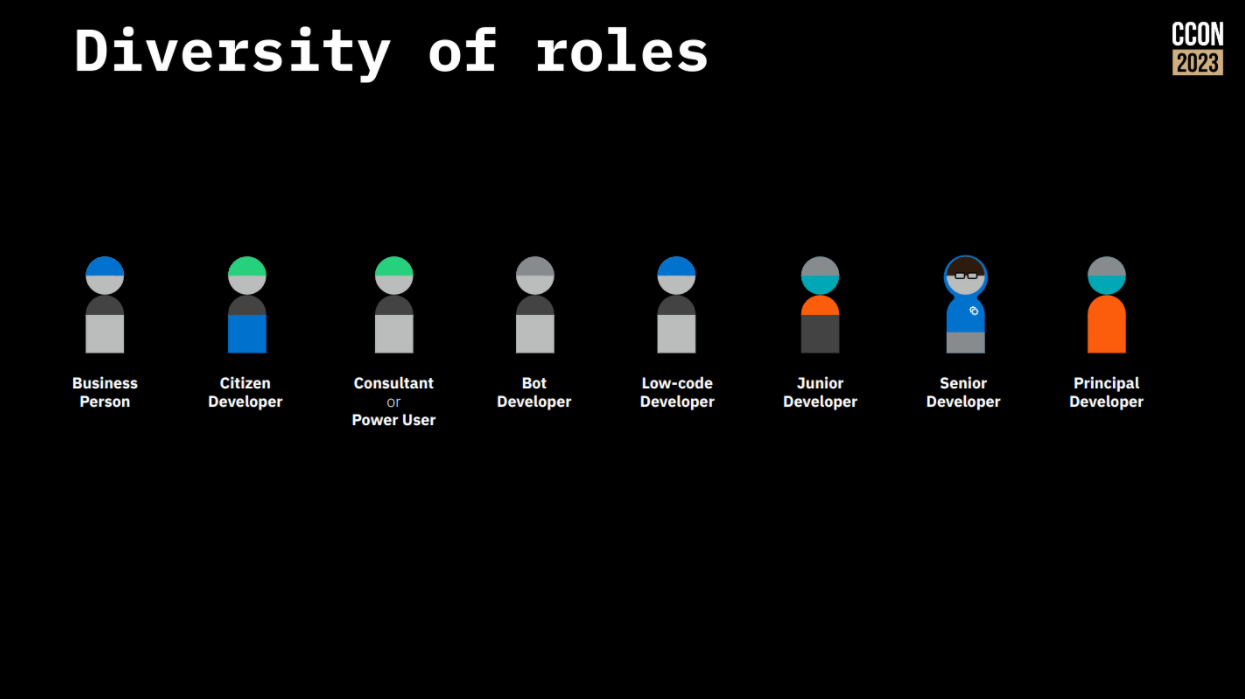 Diversity of roles
CCON
2023
Business
Person
Citizen
Developer
Consultant
or
Power User
Bot
Developer
Low-code
Developer
Junior
Developer
Senior
Developer
Principal
Developer